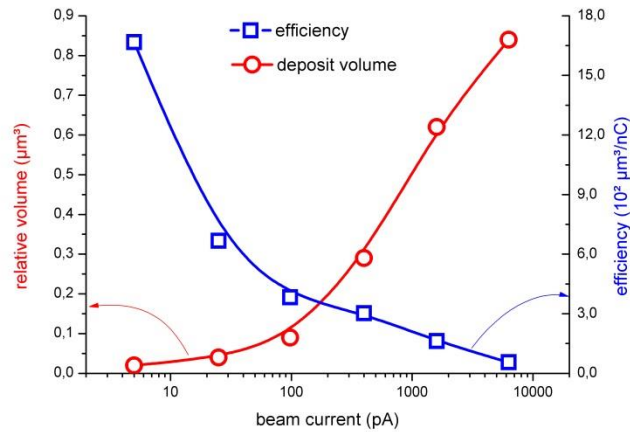 efficiency
deposit volume
0,9
0,8
0,7
0,6
0,5
0,4
0,3
0,2
0,1
0,0
relative volume (µm³)
18,0
15,0
12,0
9,0
6,0
3,0
0,0
efficiency (10² µm³/nC)
10 100 1000 10000
beam current (pA)